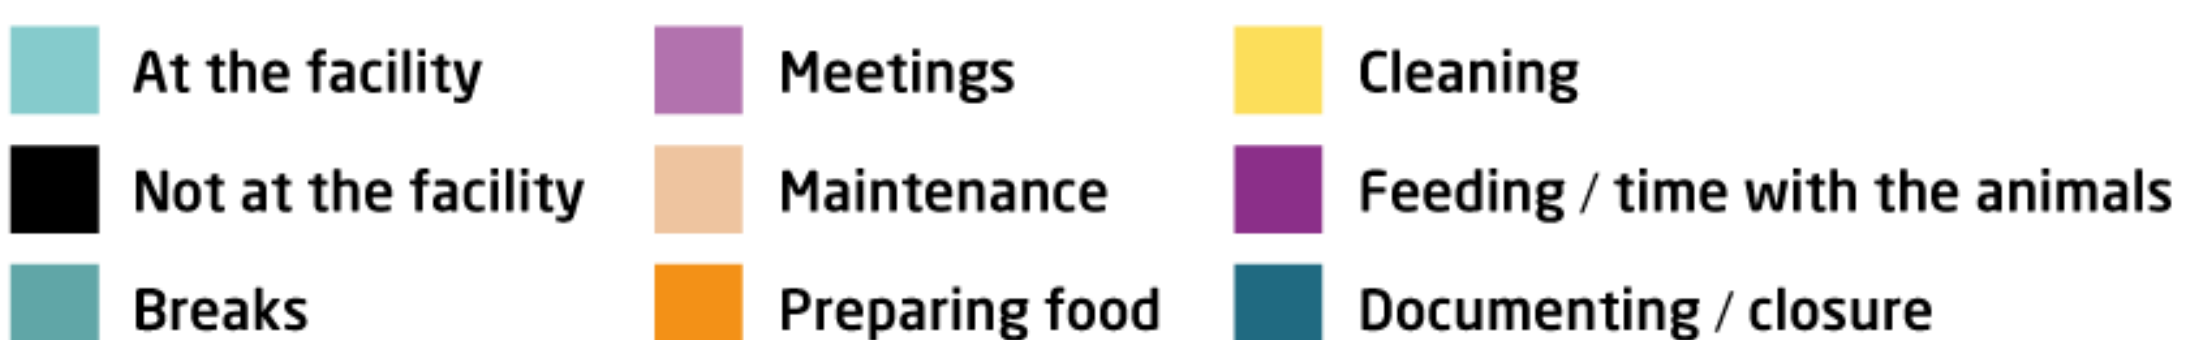 At the facility
Meetings
Cleaning
Not at the facility
Maintenance
Feeding / time with the animals
Breaks
Preparing food
Documenting / closure